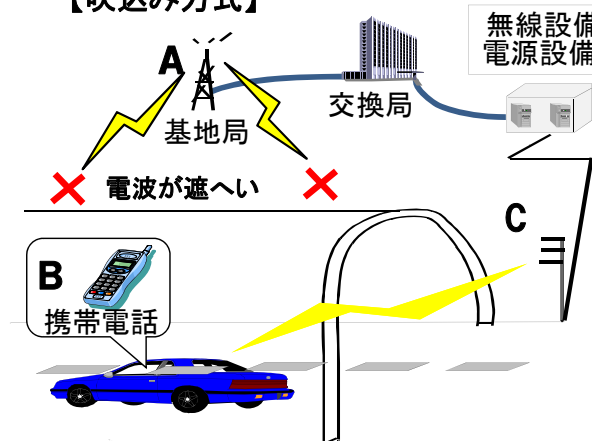 【吹込み方式】
無線設備
電源設備
A
交換局
基地局
電波が遮へい
C
B
携帯電話